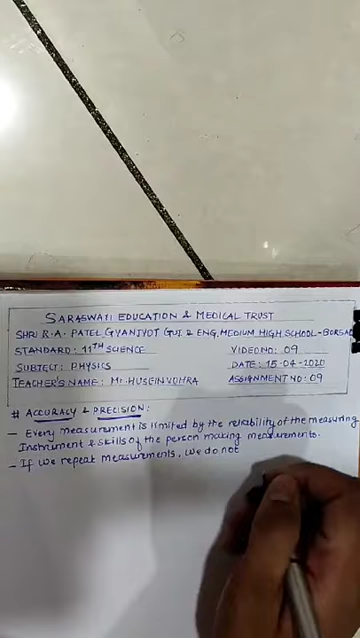 SARASWATI EDUCATION & MEDICAL TRUST
SHRI R.A. PATEL GYANJYOT GUJ & ENG. MEDIUM HIGH SCHOOL - BORSAD
STANDARD: 11TH SCIENCE VIDEO NO: 09
SUBJECT: PHYSICS DATE: 15-04-2020
TEACHER'S NAME: Mr. HUSEIN VOHRA ASSIGNMENT NO: 09
# ACCURACY & PRECISION:
– Every measurement is limited by the reliability of the measuring
Instrument & skills of the person making measurements.
– If we repeat measurements, we do not